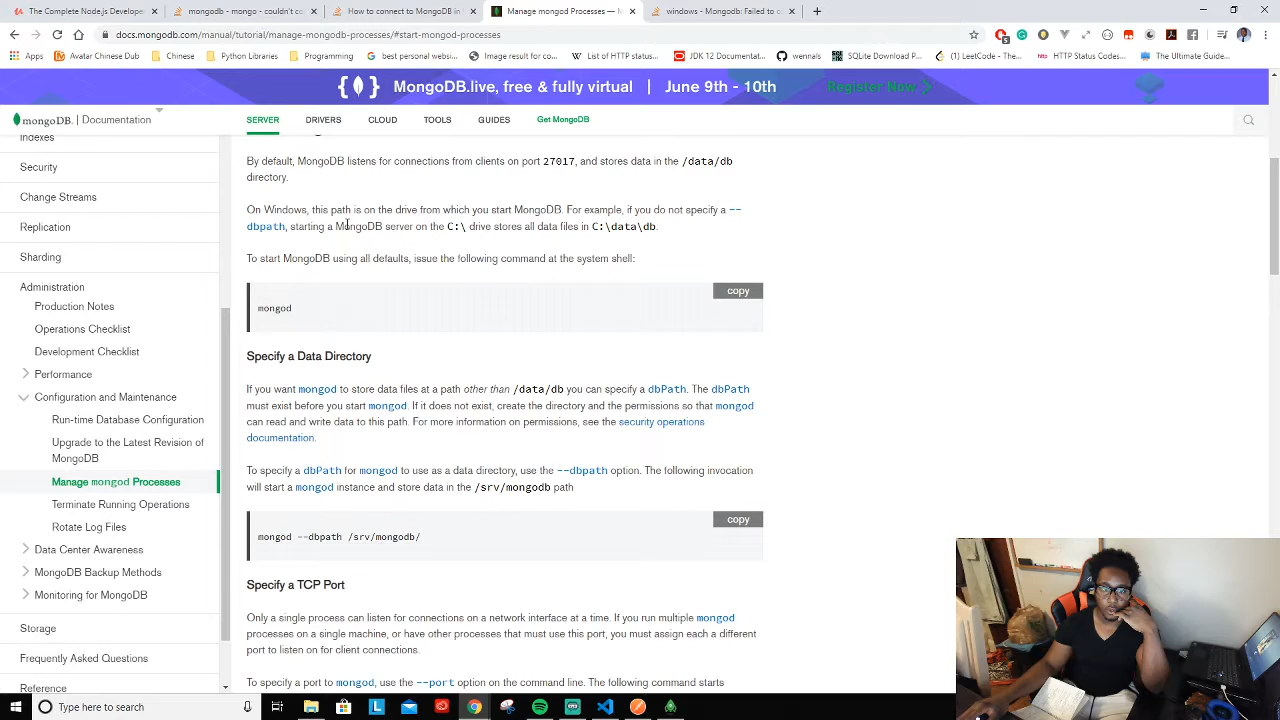 The Complete Node.js Develope
mongodb - mongo - couldn't co
How to connect to MongoDB in
Manage mongod Processes —
windows - Mongodb: Failed to c
docs.mongodb.com/manual/tutorial/manage-mongodb-processes/#start-mongod-processes
Apps
Avatar Chinese Dub
Chinese
Python Libraries
Programming
best personal websit...
Image result for co...
List of HTTP status...
JDK 12 Documentati...
wennals
SQLite Download P...
(1) LeetCode - The...
HTTP Status Codes...
The Ultimate Guide...
MongoDB.live, free & fully virtual | June 9th - 10th
Register Now >
mongoDB. | Documentation
SERVER
DRIVERS
CLOUD
TOOLS
GUIDES
Get MongoDB
Indexes
Security
Change Streams
Replication
Sharding
Administration
Production Notes
Operations Checklist
Development Checklist
Performance
Configuration and Maintenance
Run-time Database Configuration
Upgrade to the Latest Revision of
MongoDB
Manage mongod Processes
Terminate Running Operations
Rotate Log Files
Data Center Awareness
MongoDB Backup Methods
Monitoring for MongoDB
Storage
Frequently Asked Questions
Reference
By default, MongoDB listens for connections from clients on port 27017, and stores data in the /data/db
directory.
On Windows, this path is on the drive from which you start MongoDB. For example, if you do not specify a --
dbpath, starting a MongoDB server on the C:\ drive stores all data files in C:\data\db.
To start MongoDB using all defaults, issue the following command at the system shell:
copy
mongod
Specify a Data Directory
If you want mongod to store data files at a path other than /data/db you can specify a dbPath. The dbPath
must exist before you start mongod. If it does not exist, create the directory and the permissions so that mongod
can read and write data to this path. For more information on permissions, see the security operations
documentation.
To specify a dbPath for mongod to use as a data directory, use the --dbpath option. The following invocation
will start a mongod instance and store data in the /srv/mongodb path
copy
mongod --dbpath /srv/mongodb/
Specify a TCP Port
Only a single process can listen for connections on a network interface at a time. If you run multiple mongod
processes on a single machine, or have other processes that must use this port, you must assign each a different
port to listen on for client connections.
To specify a port to mongod, use the --port option on the command line. The following command starts
Type here to search